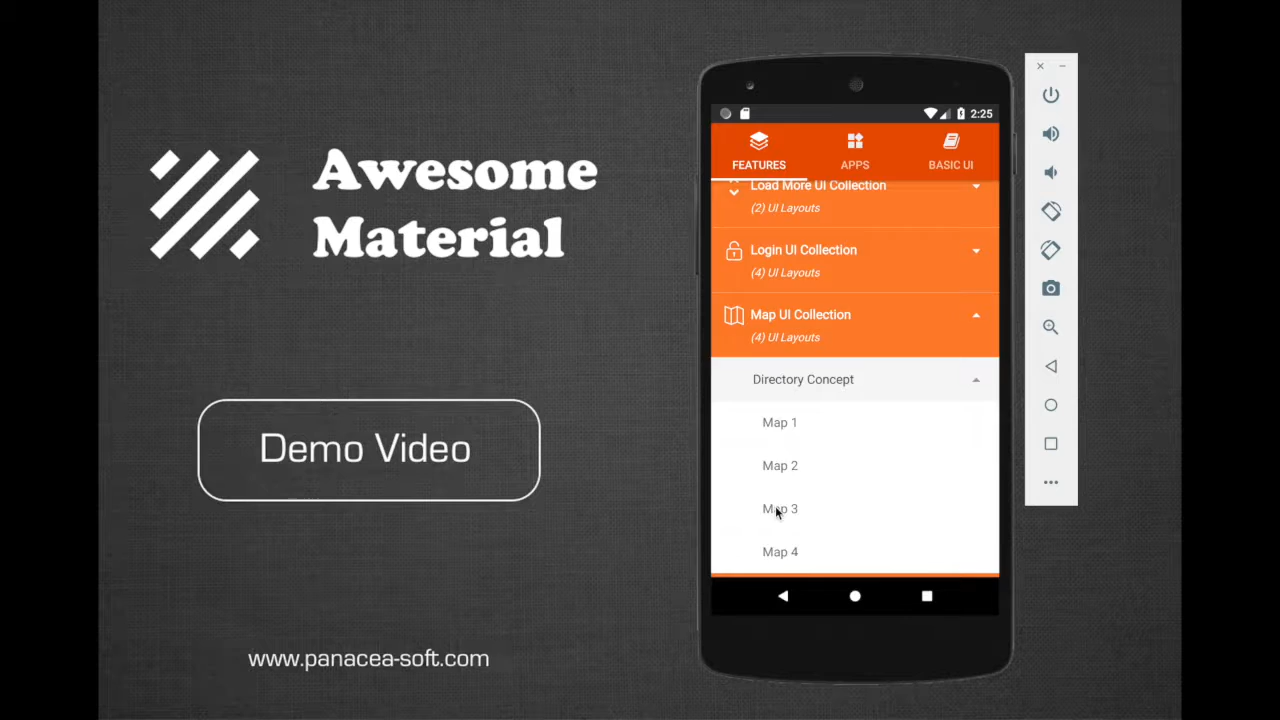 Awesome
Material
Demo Video
www.panacea-soft.com
2:25
FEATURES
APPS
BASIC UI
Load More UI Collection
(2) UI Layouts
Login UI Collection
(4) UI Layouts
Map UI Collection
(4) UI Layouts
Directory Concept
Map 1
Map 2
Map 3
Map 4